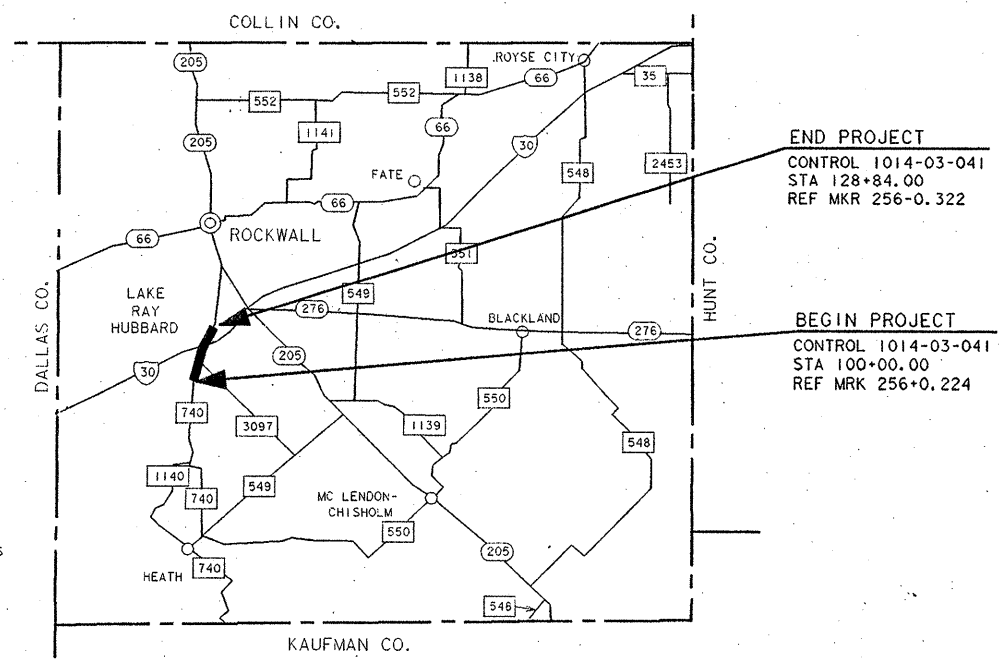 COLLIN CO.
205
ROYSE CITY
1138
66
35
552
552
1141
66
205
30
END PROJECT
CONTROL 1014-03-041
STA 128+84.00
REF MKR 256-0.322
2453
548
FATE
66
ROCKWALL
66
551
HUNT CO.
LAKE
RAY
HUBBARD
549
276
BLACKLAND
276
DALLAS CO.
BEGIN PROJECT
CONTROL 1014-03-041
STA 100+00.00
REF MRK 256+0.224
205
30
740
3097
550
1139
548
1140
740
549
MC LENDON-
CHISHOLM
550
205
HEATH
740
548
KAUFMAN CO.